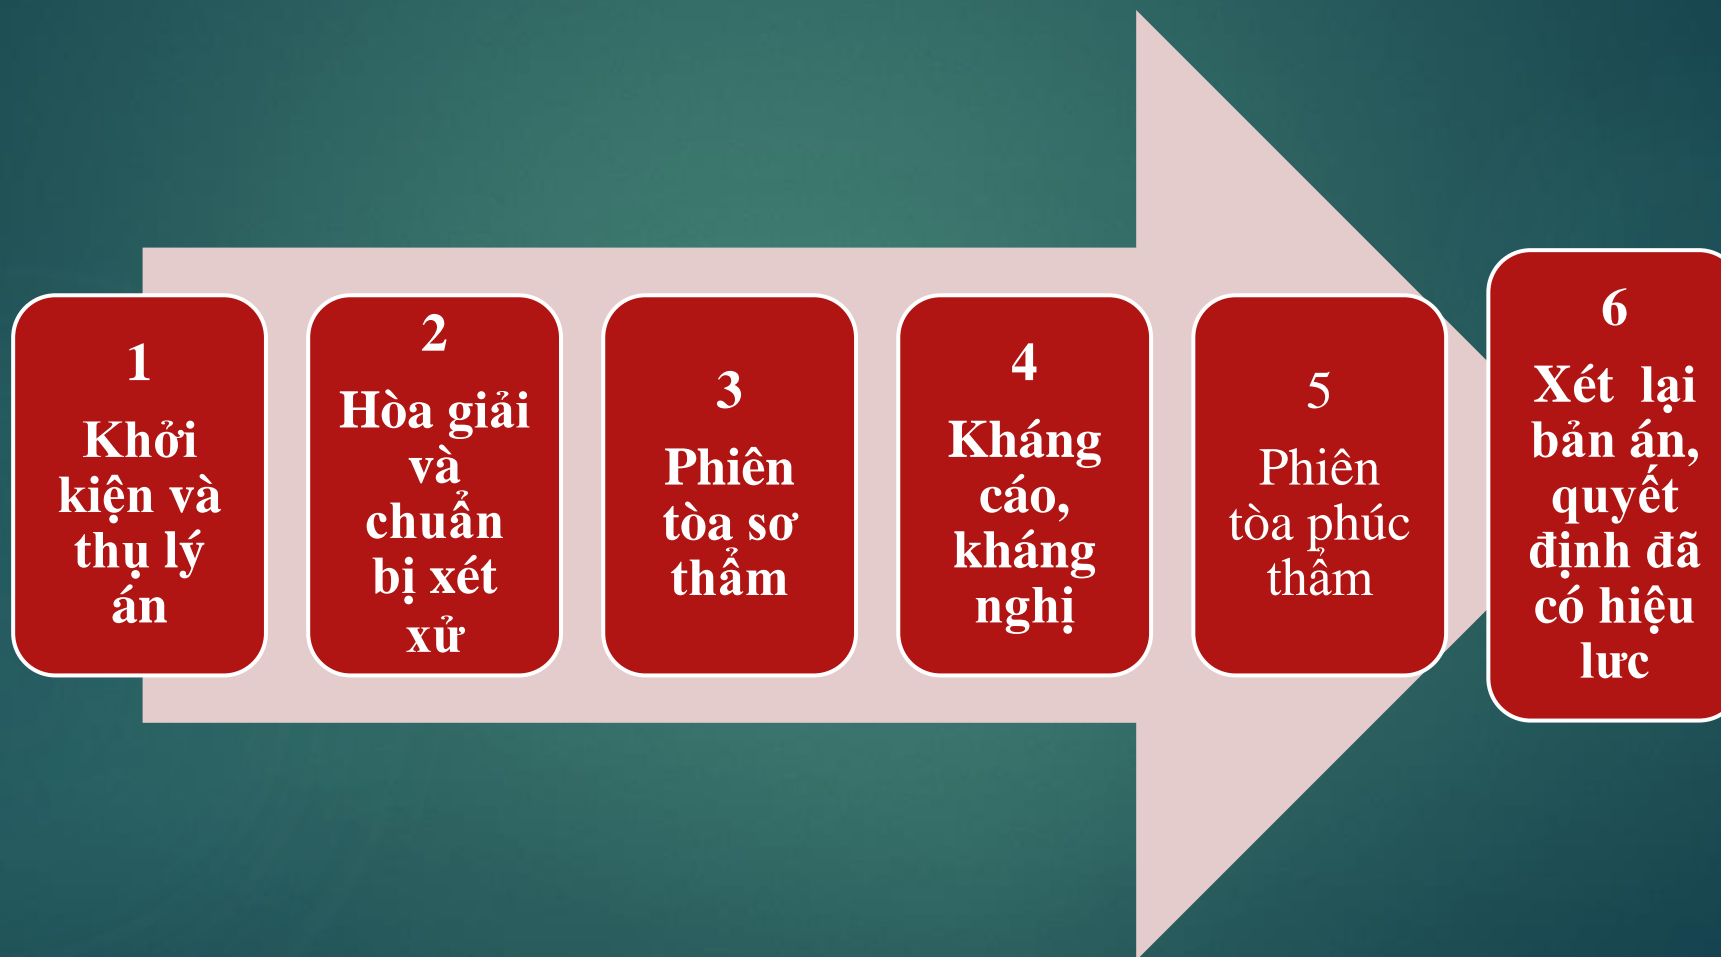 1
Khởi
kiện và
thụ lý
án
2
Hòa giải
và
chuẩn
bị xét
xử
3
Phiên
tòa sơ
thẩm
4
Kháng
cáo,
kháng
nghị
5
Phiên
tòa phúc
thẩm
6
Xét lại
bản án,
quyết
định đã
có hiệu
lưc